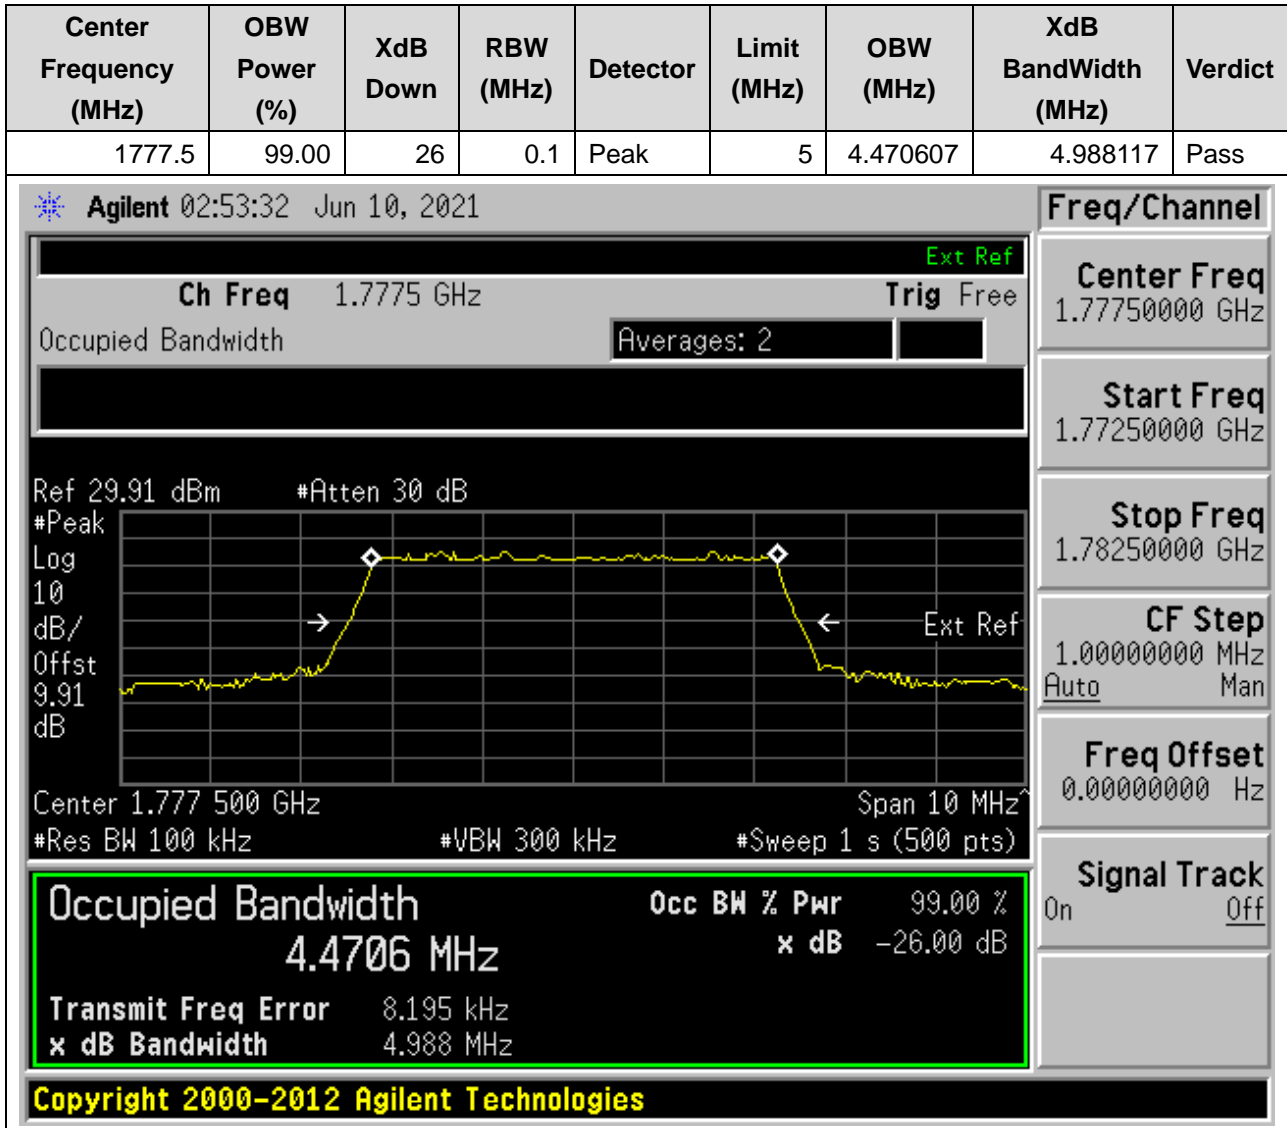 Center Frequency (MHz) OBW Power (%) XdB Down RBW (MHz) Detector Limit (MHz) OBW (MHz) XdB BandWidth (MHz) Verdict
1777.5 99.00 26 0.1 Peak 5 4.470607 4.988117 Pass
Agilent 02:53:32 Jun 10, 2021
Freq/Channel
Ext Ref
Ch Freq 1.7775 GHz Trig Free
Occupied Bandwidth Averages: 2
Center Freq
1.77750000 GHz
Start Freq
1.77250000 GHz
Stop Freq
1.78250000 GHz
CF Step
1.00000000 MHz
Auto Man
Freq Offset
0.00000000 Hz
Signal Track
On Off
Ref 29.91 dBm #Atten 30 dB
#Peak
Log
10
dB/
Offst
9.91
dB
Ext Ref
Center 1.777 500 GHz Span 10 MHz^
#Res BW 100 kHz #VBW 300 kHz #Sweep 1 s (500 pts)
Occupied Bandwidth
4.4706 MHz
Occ BW % Pwr 99.00 %
x dB -26.00 dB
Transmit Freq Error 8.195 kHz
x dB Bandwidth 4.988 MHz
Copyright 2000-2012 Agilent Technologies